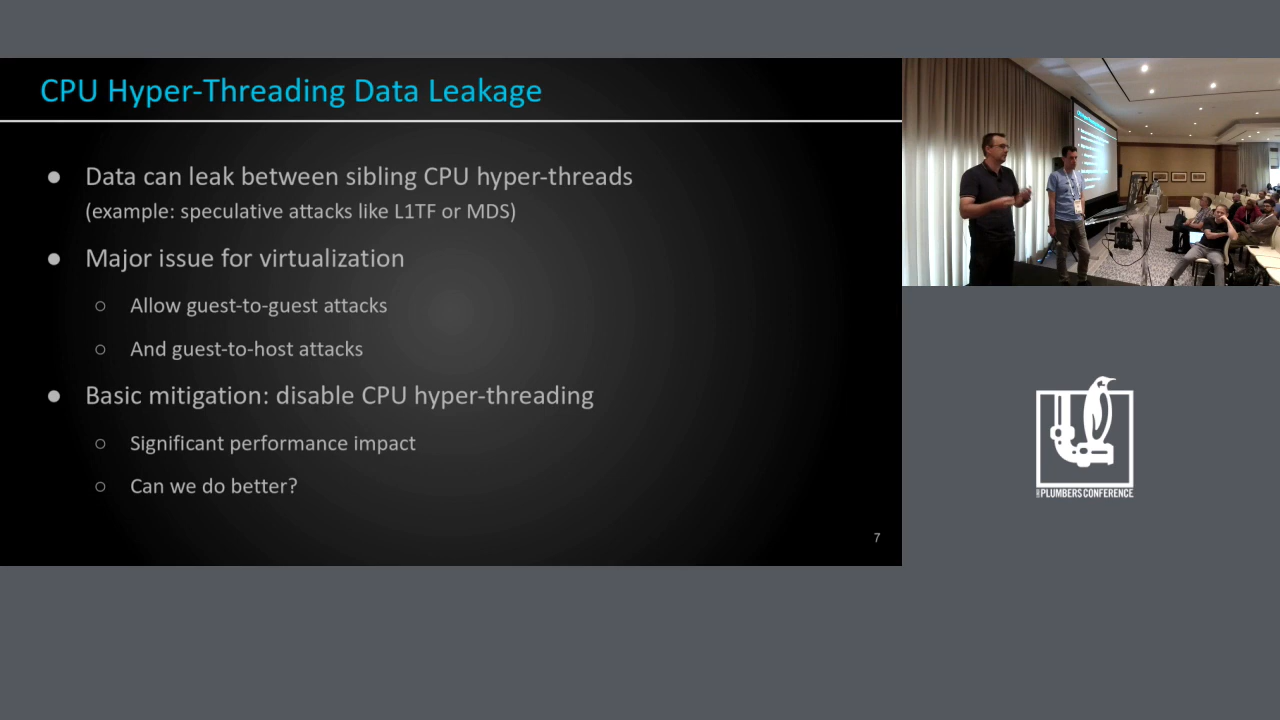 CPU Hyper-Threading Data Leakage
● Data can leak between sibling CPU hyper-threads
(example: speculative attacks like L1TF or MDS)
● Major issue for virtualization
○ Allow guest-to-guest attacks
○ And guest-to-host attacks
● Basic mitigation: disable CPU hyper-threading
○ Significant performance impact
○ Can we do better?
7
PLUMBERS CONFERENCE